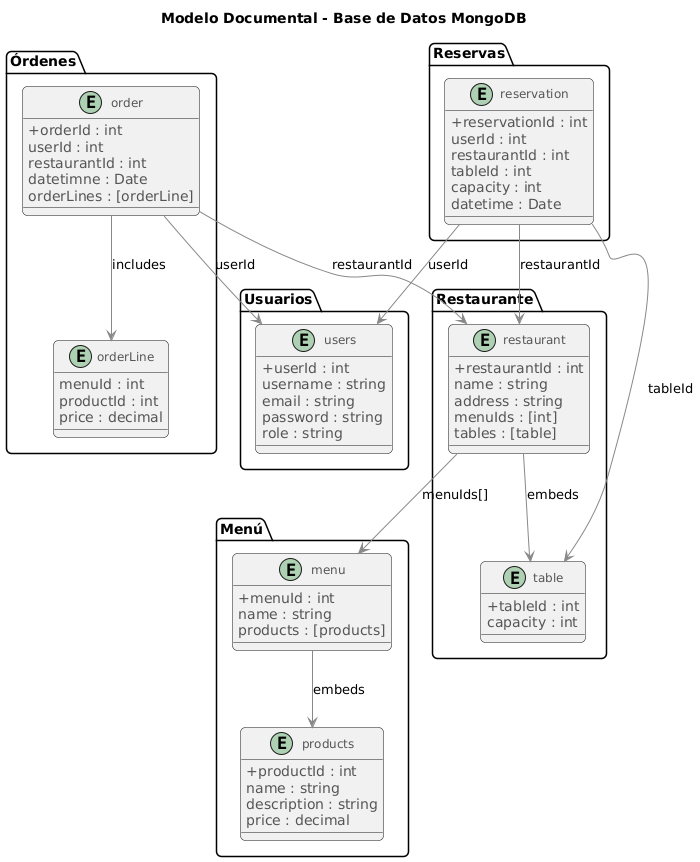 Modelo Documental - Base de Datos MongoDB
Órdenes
E order
+orderId : int
userId : int
restaurantId : int
datetimne : Date
orderLines : [orderLine]
Reservas
E reservation
+reservationId : int
userId : int
restaurantId : int
tableId : int
capacity : int
datetime : Date
includes
userId
restaurantId
userId
restaurantId
tableId
E orderLine
menuId : int
productId : int
price : decimal
Usuarios
E users
+userId : int
username : string
email : string
password : string
role : string
Restaurante
E restaurant
+restaurantId : int
name : string
address : string
menuIds : [int]
tables : [table]
menuIds[]
embeds
Menú
E menu
+menuId : int
name : string
products : [products]
E table
+tableId : int
capacity : int
embeds
E products
+productId : int
name : string
description : string
price : decimal